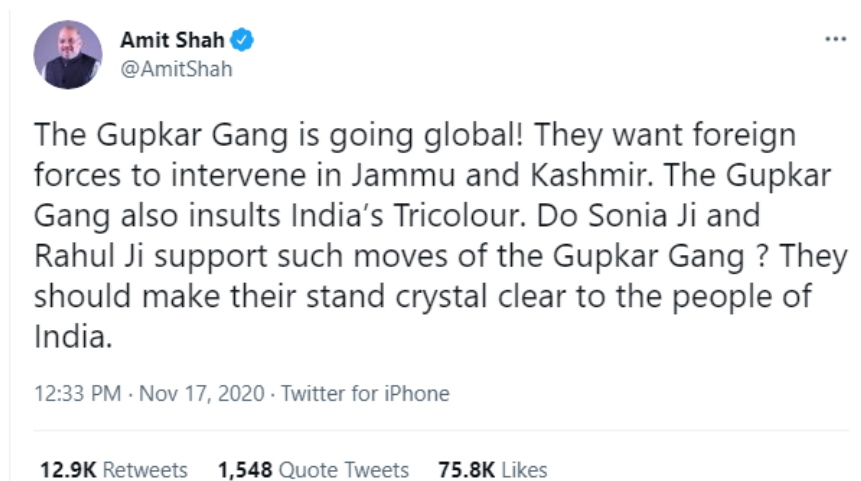 Amit Shah
@AmitShah
The Gupkar Gang is going global! They want foreign
forces to intervene in Jammu and Kashmir. The Gupkar
Gang also insults India’s Tricolour. Do Sonia Ji and
Rahul Ji support such moves of the Gupkar Gang ? They
should make their stand crystal clear to the people of
India.
12:33 PM · Nov 17, 2020 · Twitter for iPhone
12.9K Retweets 1,548 Quote Tweets 75.8K Likes